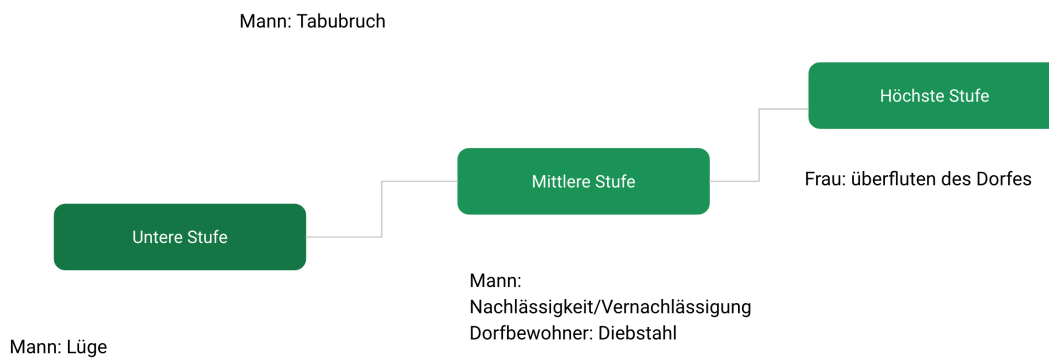 Mann: Tabubruch
Höchste Stufe
Mittlere Stufe
Frau: überfluten des Dorfes
Untere Stufe
Mann:
Nachlässigkeit/Vernachlässigung
Dorfbewohner: Diebstahl
Mann: Lüge